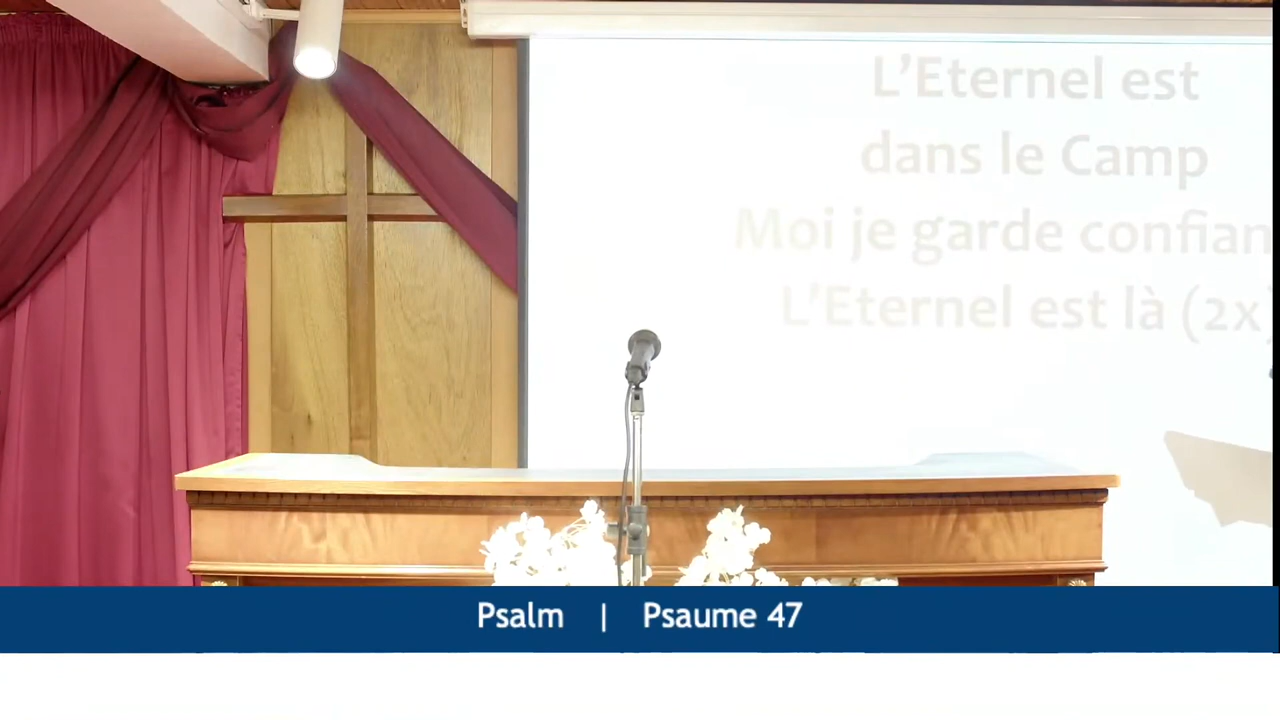 L'Eternel est
dans le Camp
Moi je garde confian
L'Eternel est là (2x)
Psalm | Psaume 47